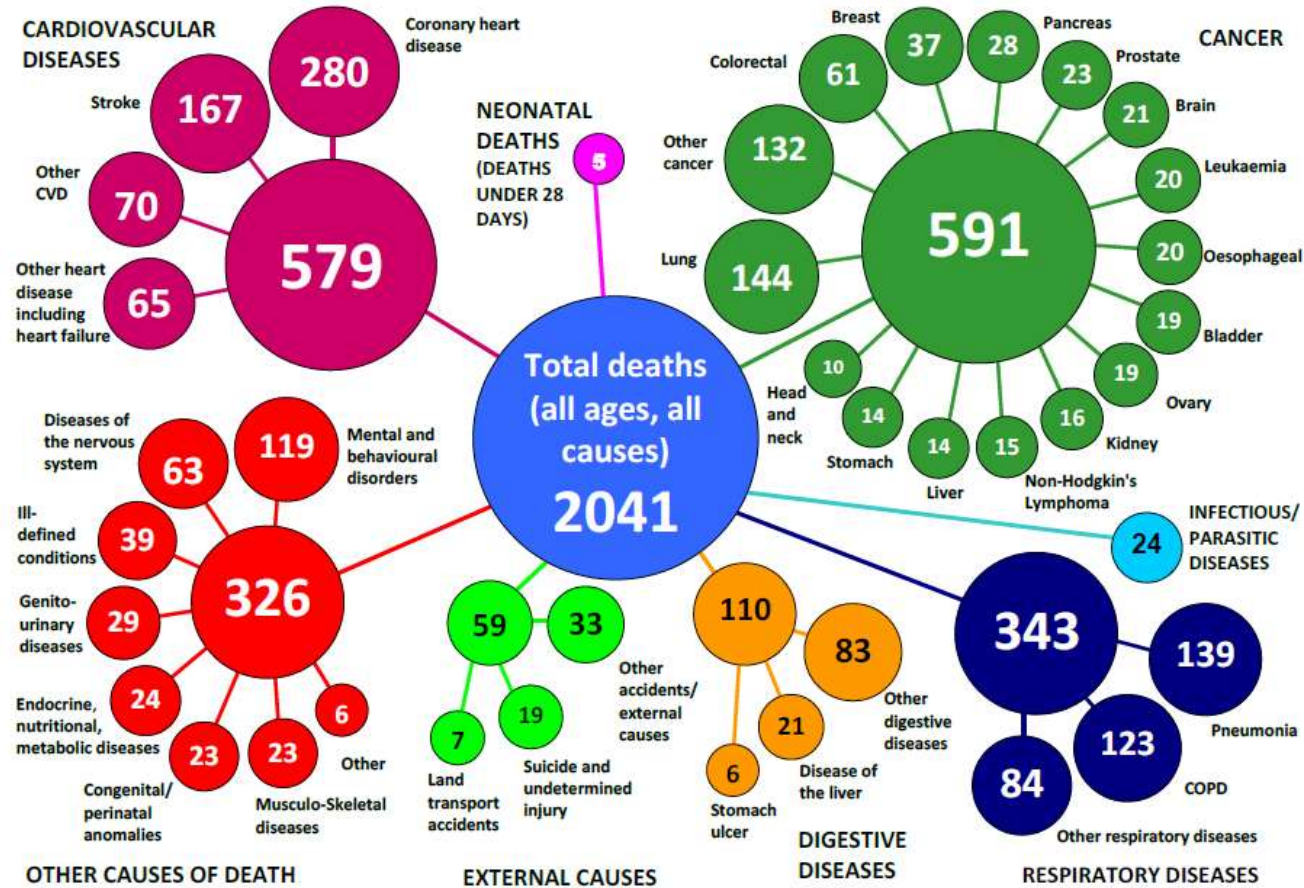 CARDIOVASCULAR
DISEASES
Coronary heart
disease
280
Stroke
167
Other
CVD
70
Other heart
disease
including
heart failure
65
579
NEONATAL
DEATHS
(DEATHS
UNDER 28
DAYS)
5
CANCER
Breast
37
Pancreas
28
Prostate
23
Colorectal
61
Brain
21
Other
cancer
132
Leukaemia
20
Oesophageal
20
Lung
144
591
Bladder
19
Ovary
19
Kidney
16
Non-Hodgkin's
Lymphoma
15
Liver
14
Stomach
14
Head
and
neck
10
Total deaths
(all ages, all
causes)
2041
Diseases of
the nervous
system
63
119
Mental and
behavioural
disorders
Ill-
defined
conditions
39
Genito-
urinary
diseases
29
326
Endocrine,
nutritional,
metabolic diseases
24
Congenital/
perinatal
anomalies
23
23
Musculo-Skeletal
diseases
6
Other
OTHER CAUSES OF DEATH
59
33
Other
accidents/
external
causes
19
Suicide and
undetermined
injury
7
Land
transport
accidents
EXTERNAL CAUSES
110
83
Other
digestive
diseases
21
Disease of
the liver
6
Stomach
ulcer
DIGESTIVE
DISEASES
24
INFECTIOUS/
PARASITIC
DISEASES
343
139
Pneumonia
123
COPD
84
Other respiratory diseases
RESPIRATORY DISEASES